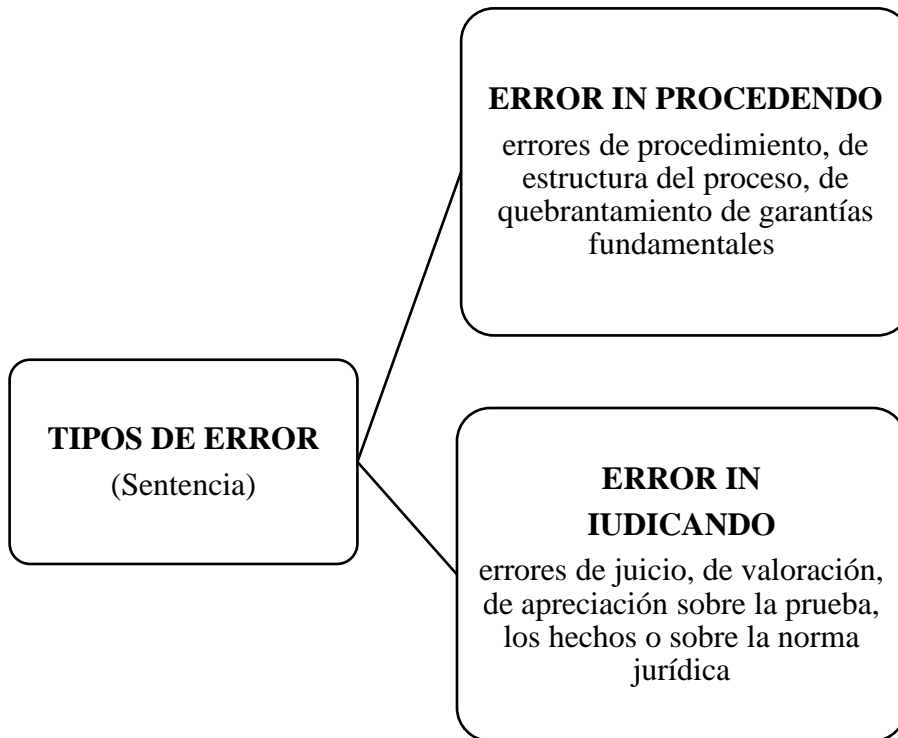 TIPOS DE ERROR
(Sentencia)
ERROR IN PROCEDENDO
errores de procedimiento, de
estructura del proceso, de
quebrantamiento de garantías
fundamentales
ERROR IN
IUDICANDO
errores de juicio, de valoración,
de apreciación sobre la prueba,
los hechos o sobre la norma
jurídica